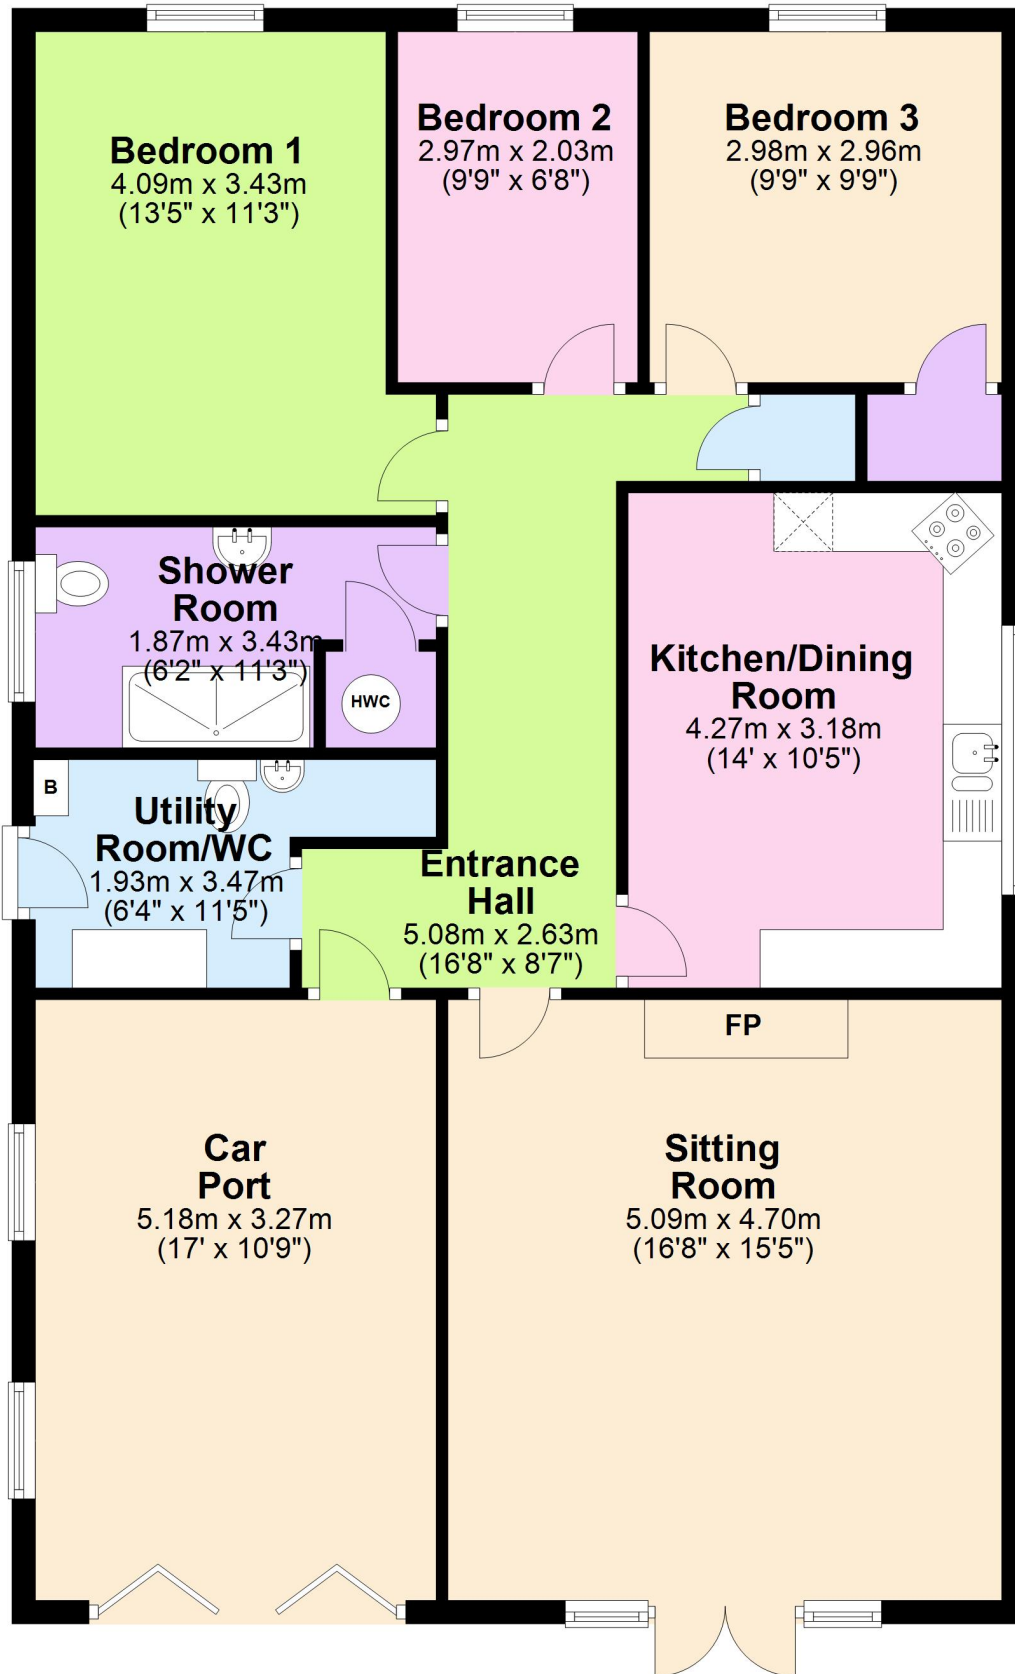 Bedroom 1
4.09m x 3.43m
(13'5" x 11'3")
Bedroom 2
2.97m x 2.03m
(9'9" x 6'8")
Bedroom 3
2.98m x 2.96m
(9'9" x 9'9")
Shower
Room
1.87m x 3.43m
(6'2" x 11'3")
HWC
Kitchen/Dining
Room
4.27m x 3.18m
(14' x 10'5")
B
Utility
Room/WC
1.93m x 3.47m
(6'4" x 11'5")
Entrance
Hall
5.08m x 2.63m
(16'8" x 8'7")
FP
Car
Port
5.18m x 3.27m
(17' x 10'9")
Sitting
Room
5.09m x 4.70m
(16'8" x 15'5")